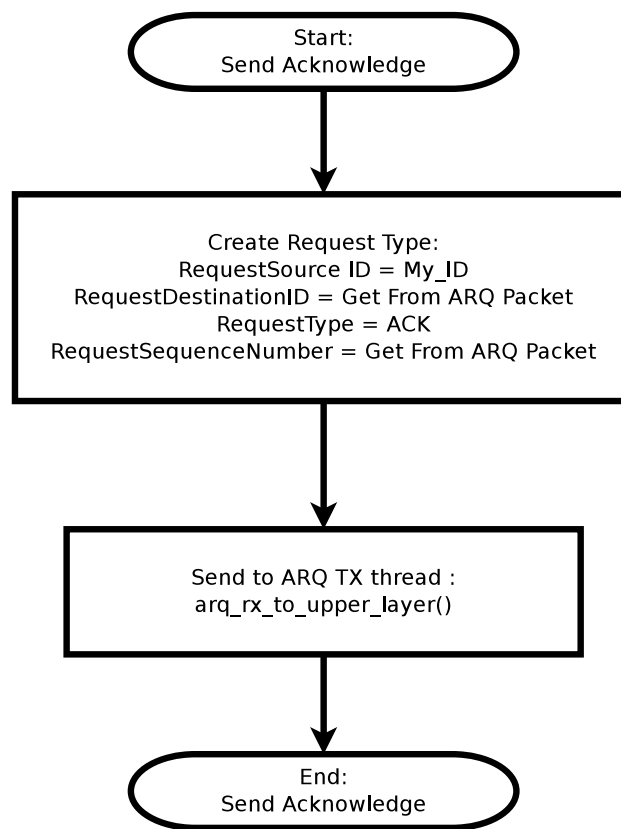 Start:
Send Acknowledge
Create Request Type:
RequestSource ID = My_ID
RequestDestinationID = Get From ARQ Packet
RequestType = ACK
RequestSequenceNumber = Get From ARQ Packet
Send to ARQ TX thread :
arq_rx_to_upper_layer()
End:
Send Acknowledge